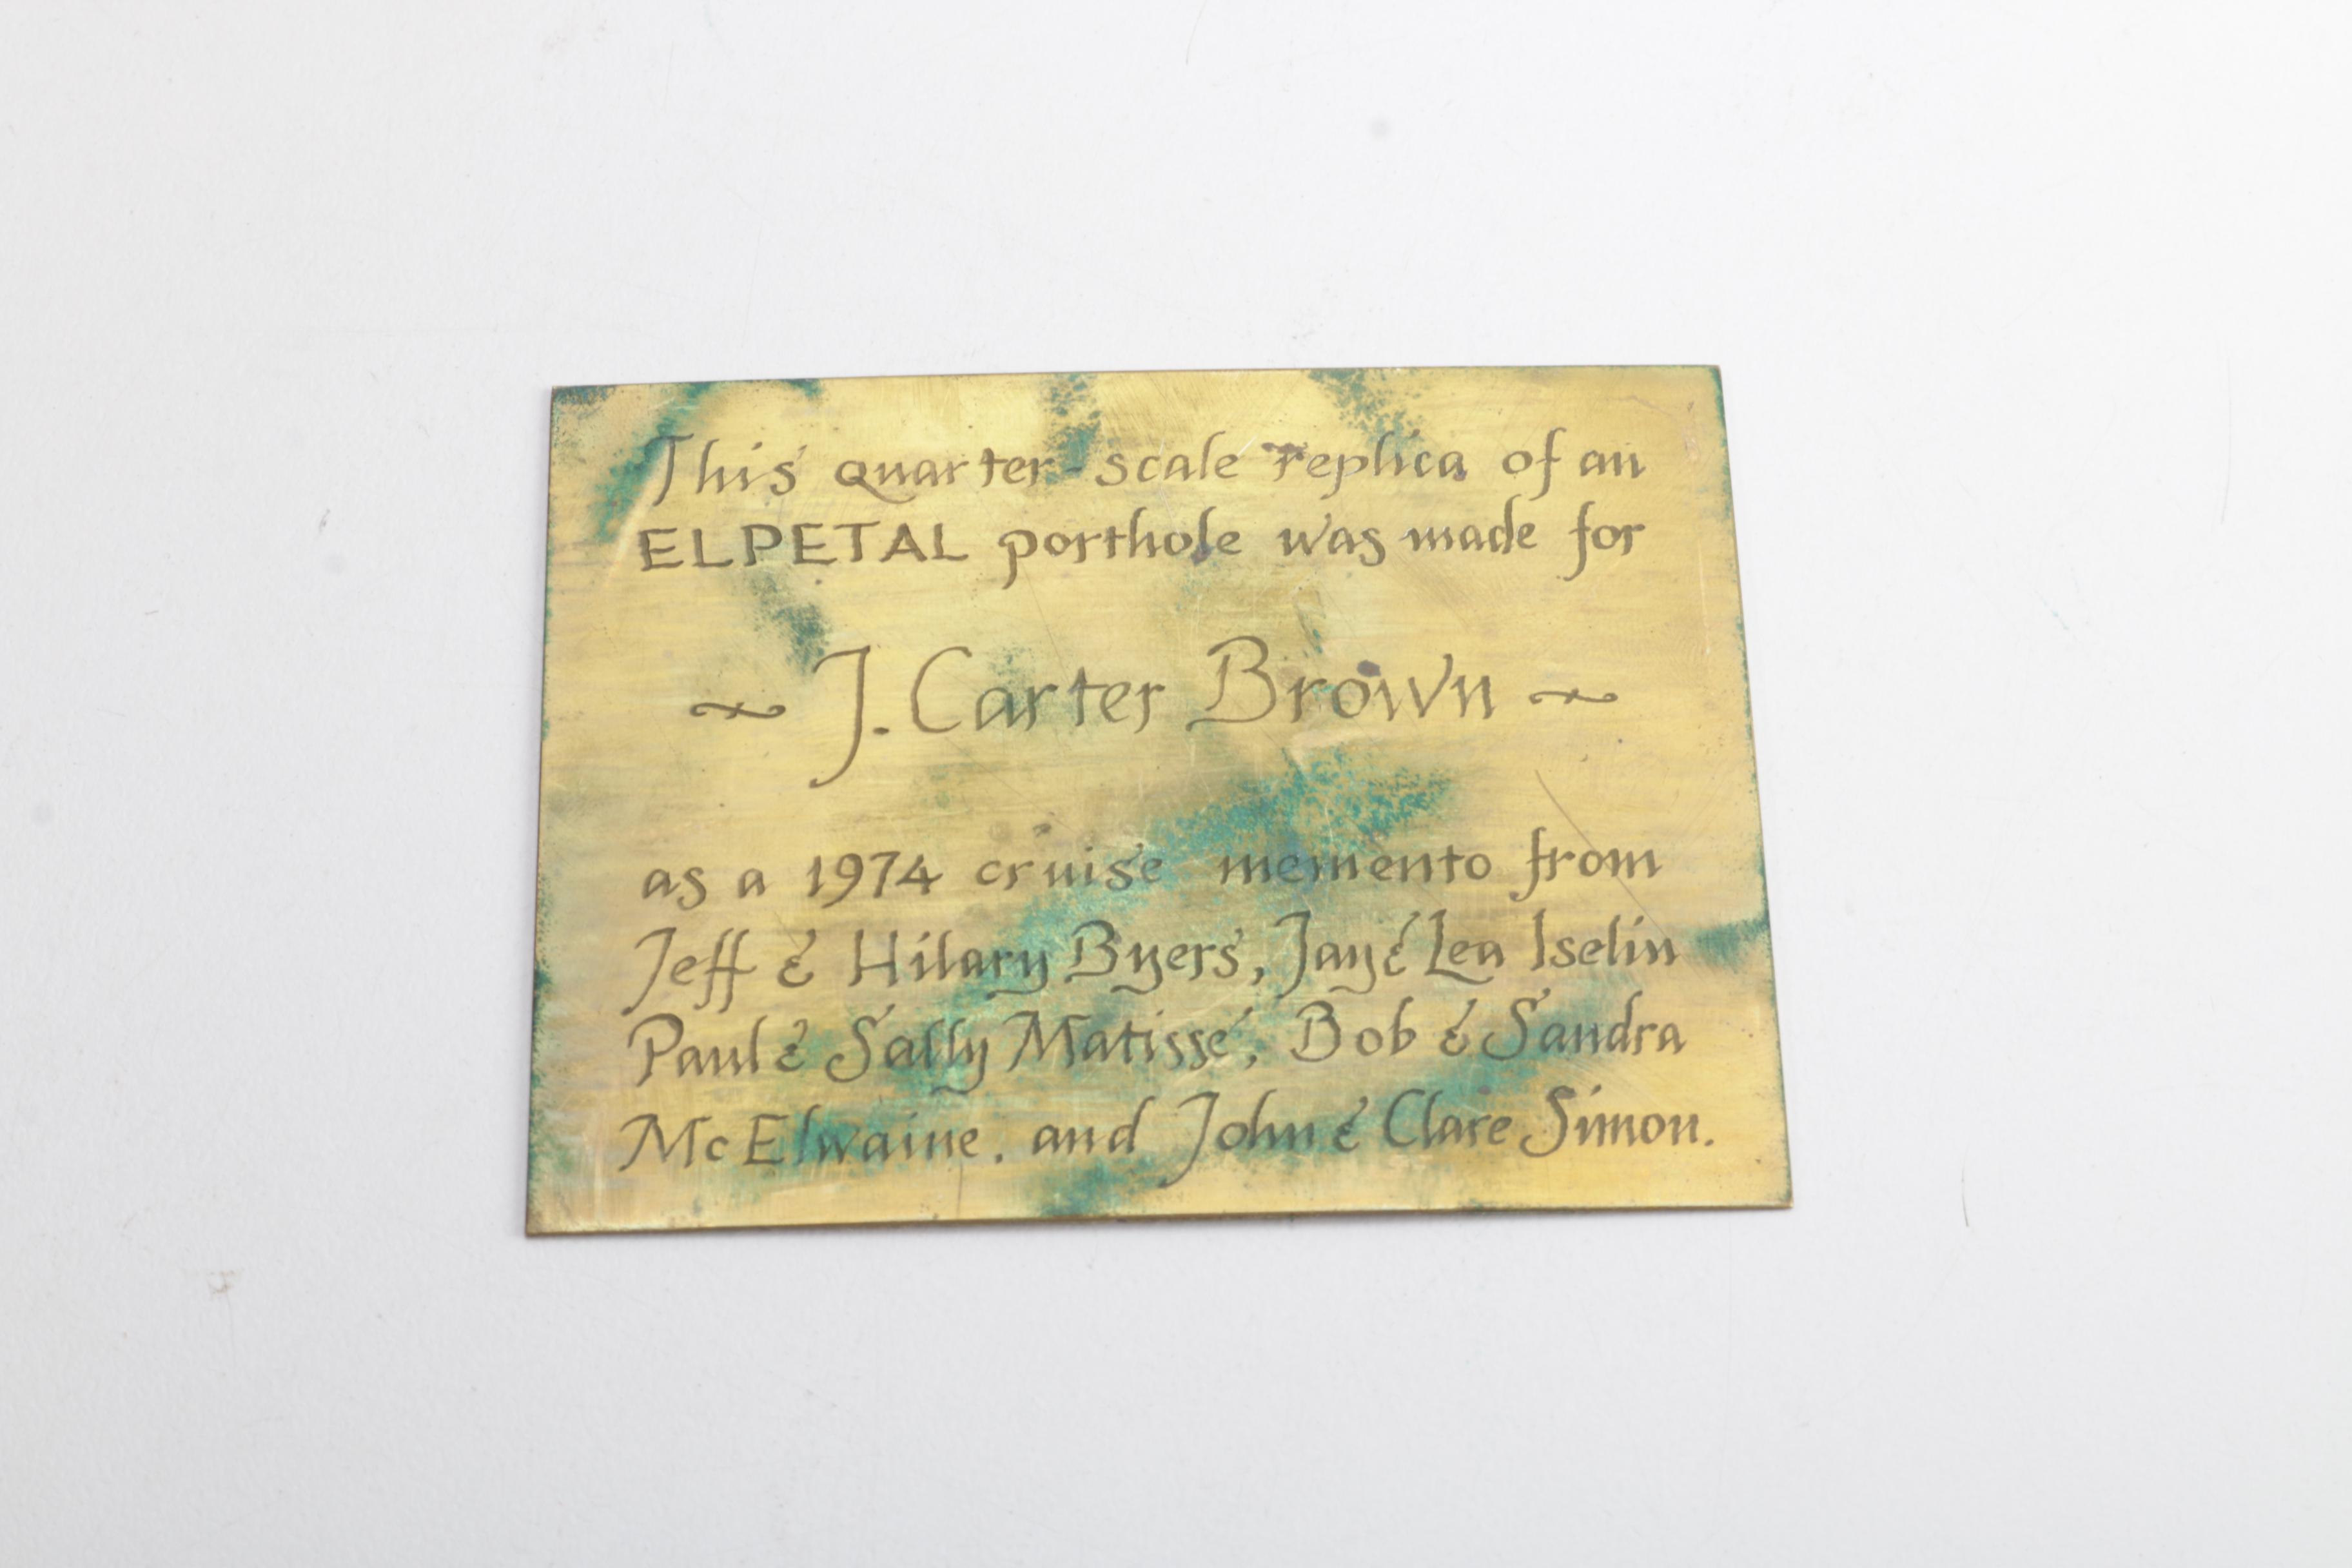 This quarter-scale replica of an
ELPETAL porthole was made for
~ J. Carter Brown ~
as a 1974 cruise memento from
Jeff & Hilary Byers, Jay & Lea Iselin
Paul & Sally Matisse, Bob & Sandra
McElwaine, and John & Clare Simon.